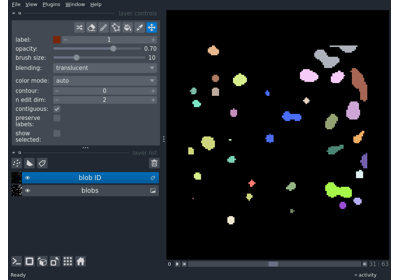 File View Plugins Window Help
layer controls
label: 1
opacity: 0.70
brush size: 10
blending: translucent
color mode: auto
contour: 0
n edit dim: 2
contiguous:
preserve
labels:
show
selected:
layer list
blob ID
blobs
31 63
Ready
activity